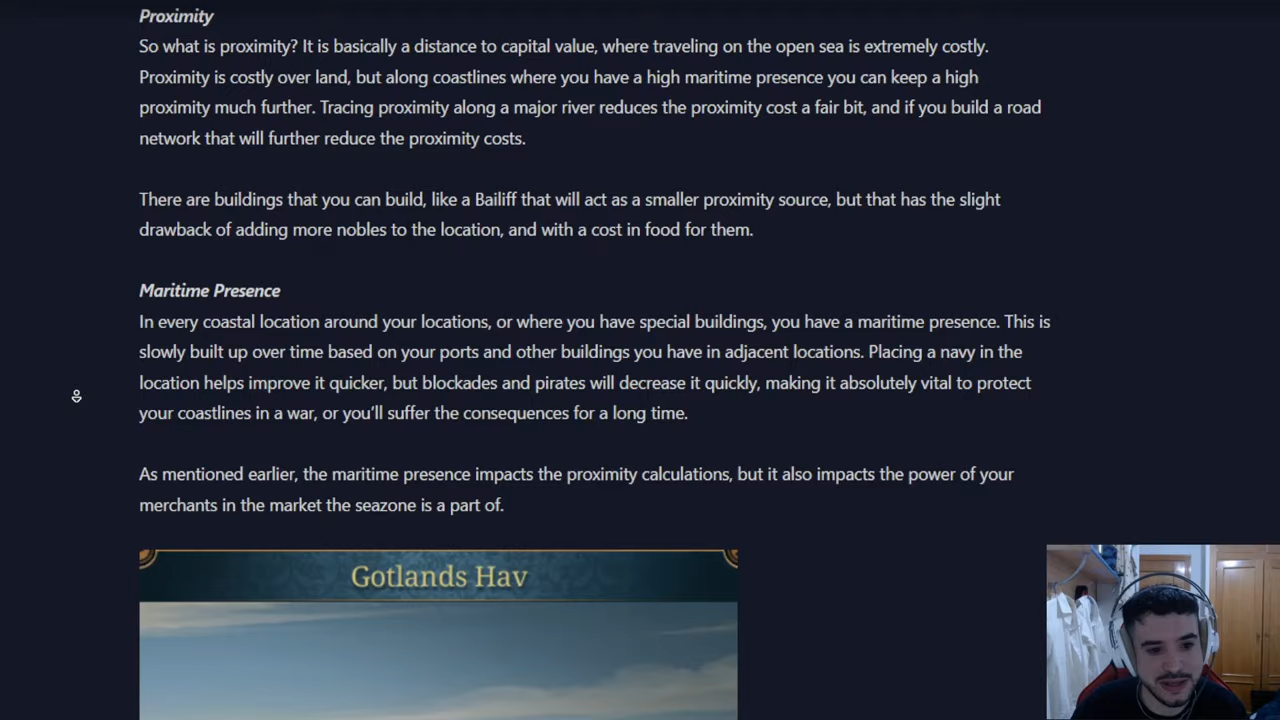 Proximity
So what is proximity? It is basically a distance to capital value, where traveling on the open sea is extremely costly.
Proximity is costly over land, but along coastlines where you have a high maritime presence you can keep a high
proximity much further. Tracing proximity along a major river reduces the proximity cost a fair bit, and if you build a road
network that will further reduce the proximity costs.
There are buildings that you can build, like a Bailiff that will act as a smaller proximity source, but that has the slight
drawback of adding more nobles to the location, and with a cost in food for them.
Maritime Presence
In every coastal location around your locations, or where you have special buildings, you have a maritime presence. This is
slowly built up over time based on your ports and other buildings you have in adjacent locations. Placing a navy in the
location helps improve it quicker, but blockades and pirates will decrease it quickly, making it absolutely vital to protect
your coastlines in a war, or you’ll suffer the consequences for a long time.
As mentioned earlier, the maritime presence impacts the proximity calculations, but it also impacts the power of your
merchants in the market the seazone is a part of.
Gotlands Hav